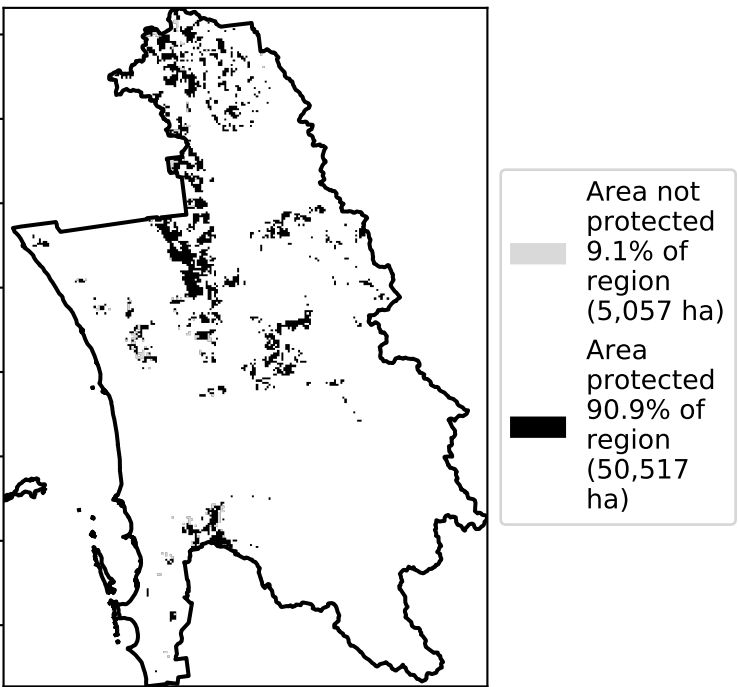 Area not
protected
9.1% of
region
(5,057 ha)
Area
protected
90.9% of
region
(50,517
ha)